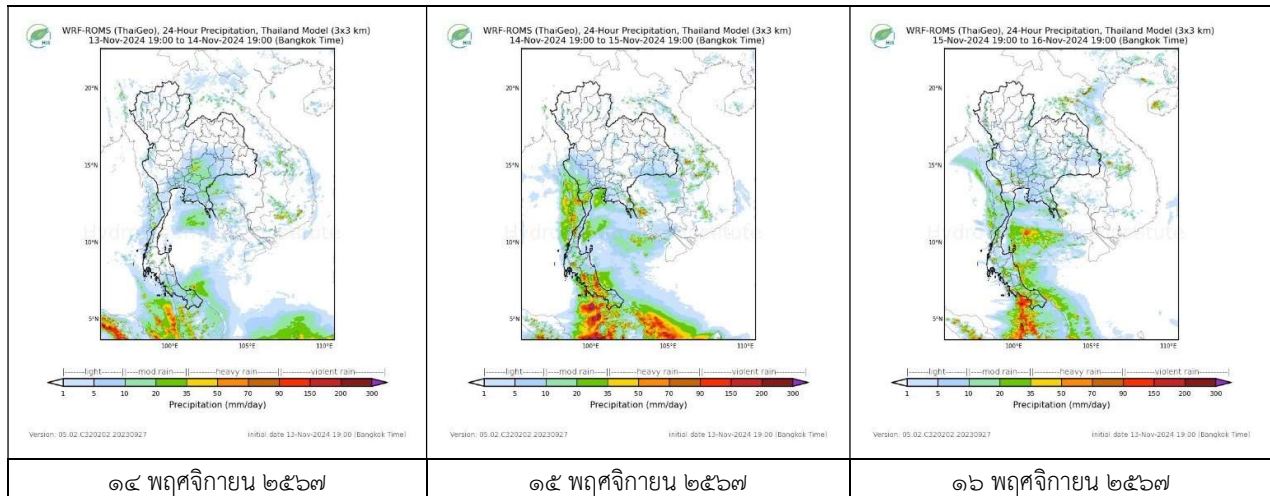 WRF-ROMS (ThaiGeo), 24-Hour Precipitation, Thailand Model (3x3 km)
13-Nov-2024 19:00 to 14-Nov-2024 19:00 (Bangkok Time)
20°N
15°N
10°N
5°N
100°E 105°E 110°E
|--------light--------||----mod rain----||--------heavy rain--------||--------violent rain--------|
1 5 10 20 35 50 70 90 150 200 300
Precipitation (mm/day)
Version: 05.02.C320202.20230927 initial date 13-Nov-2024 19:00 (Bangkok Time)
๑๔ พฤศจิกายน ๒๕๖๗
WRF-ROMS (ThaiGeo), 24-Hour Precipitation, Thailand Model (3x3 km)
14-Nov-2024 19:00 to 15-Nov-2024 19:00 (Bangkok Time)
20°N
15°N
10°N
5°N
100°E 105°E 110°E
|--------light--------||----mod rain----||--------heavy rain--------||--------violent rain--------|
1 5 10 20 35 50 70 90 150 200 300
Precipitation (mm/day)
Version: 05.02.C320202.20230927 initial date 13-Nov-2024 19:00 (Bangkok Time)
๑๕ พฤศจิกายน ๒๕๖๗
WRF-ROMS (ThaiGeo), 24-Hour Precipitation, Thailand Model (3x3 km)
15-Nov-2024 19:00 to 16-Nov-2024 19:00 (Bangkok Time)
20°N
15°N
10°N
5°N
100°E 105°E 110°E
|--------light--------||----mod rain----||--------heavy rain--------||--------violent rain--------|
1 5 10 20 35 50 70 90 150 200 300
Precipitation (mm/day)
Version: 05.02.C320202.20230927 initial date 13-Nov-2024 19:00 (Bangkok Time)
๑๖ พฤศจิกายน ๒๕๖๗